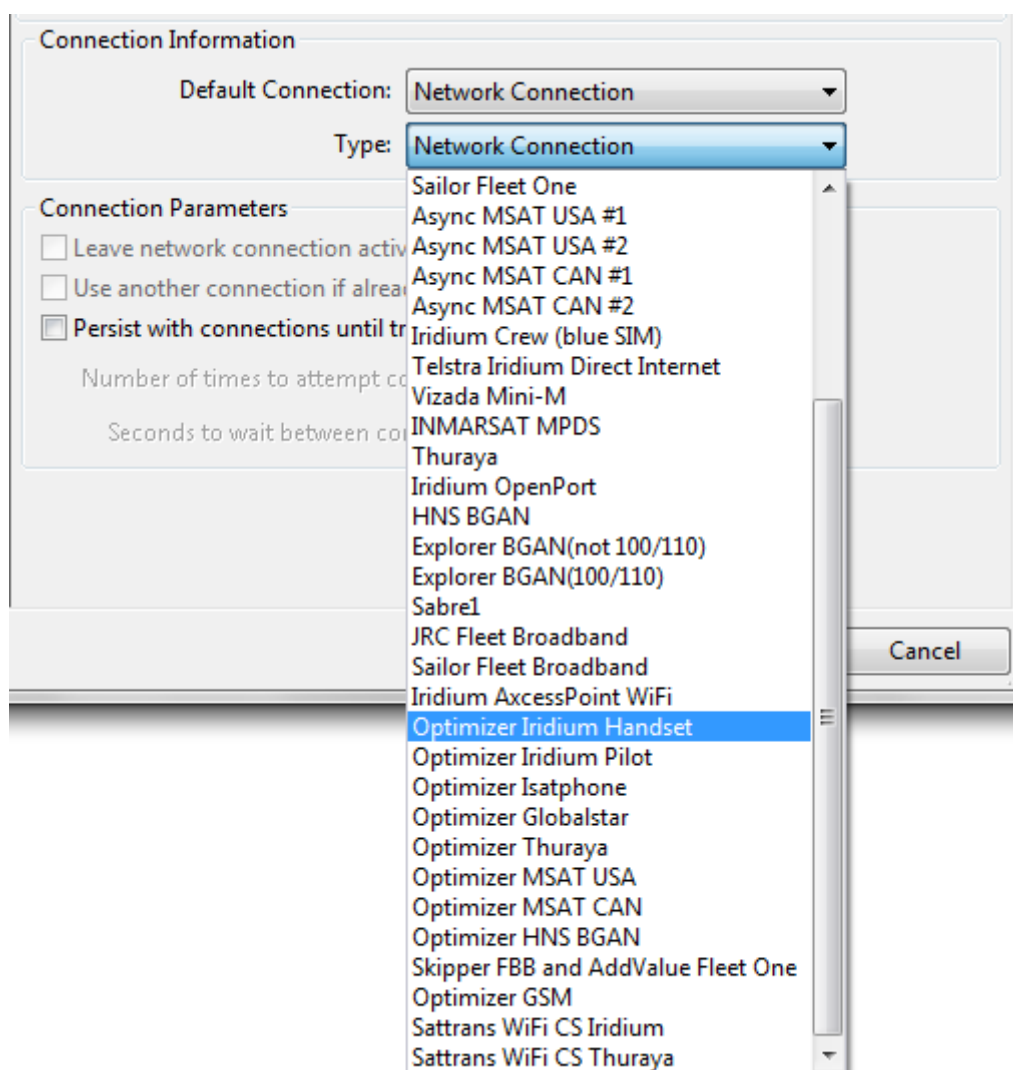 Connection Information
Default Connection: Network Connection
Type: Network Connection
Sailor Fleet One
Connection Parameters
Async MSAT USA #1
Leave network connection activ
Async MSAT USA #2
Use another connection if alrea
Async MSAT CAN #1
Async MSAT CAN #2
Persist with connections until tr
Iridium Crew (blue SIM)
Telstra Iridium Direct Internet
Number of times to attempt co
Vizada Mini-M
Seconds to wait between con
INMARSAT MPDS
Thuraya
Iridium OpenPort
HNS BGAN
Explorer BGAN(not 100/110)
Explorer BGAN(100/110)
Sabre1
JRC Fleet Broadband
Cancel
Sailor Fleet Broadband
Iridium AxcessPoint WiFi
Optimizer Iridium Handset
Optimizer Iridium Pilot
Optimizer Isatphone
Optimizer Globalstar
Optimizer Thuraya
Optimizer MSAT USA
Optimizer MSAT CAN
Optimizer HNS BGAN
Skipper FBB and AddValue Fleet One
Optimizer GSM
Sattrans WiFi CS Iridium
Sattrans WiFi CS Thuraya